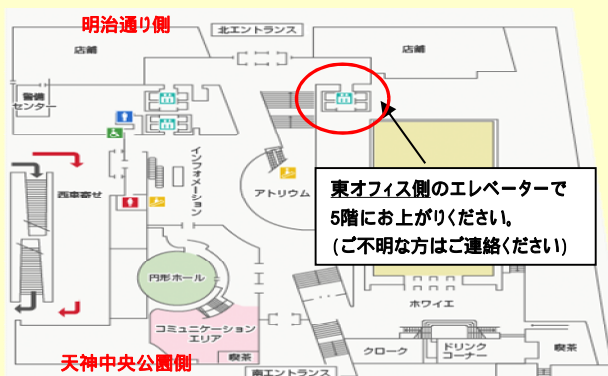 明治通り側
北エントランス
店舗
店舗
警備
センター
インフォメーション
アトリウム
西車寄せ
東オフィス側のエレベーターで
5階にお上がりください。
(ご不明な方はご連絡ください)
円形ホール
ホワイエ
コミュニケーション
エリア
喫茶
クローク
ドリンク
コーナー
喫茶
天神中央公園側
南エントランス